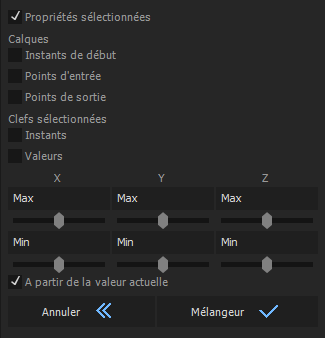 Propriétés sélectionnées
Calques
Instants de début
Points d'entrée
Points de sortie
Clefs sélectionnées
Instants
Valeurs
X Y Z
Max Max Max
Min Min Min
A partir de la valeur actuelle
Annuler Mélangeur